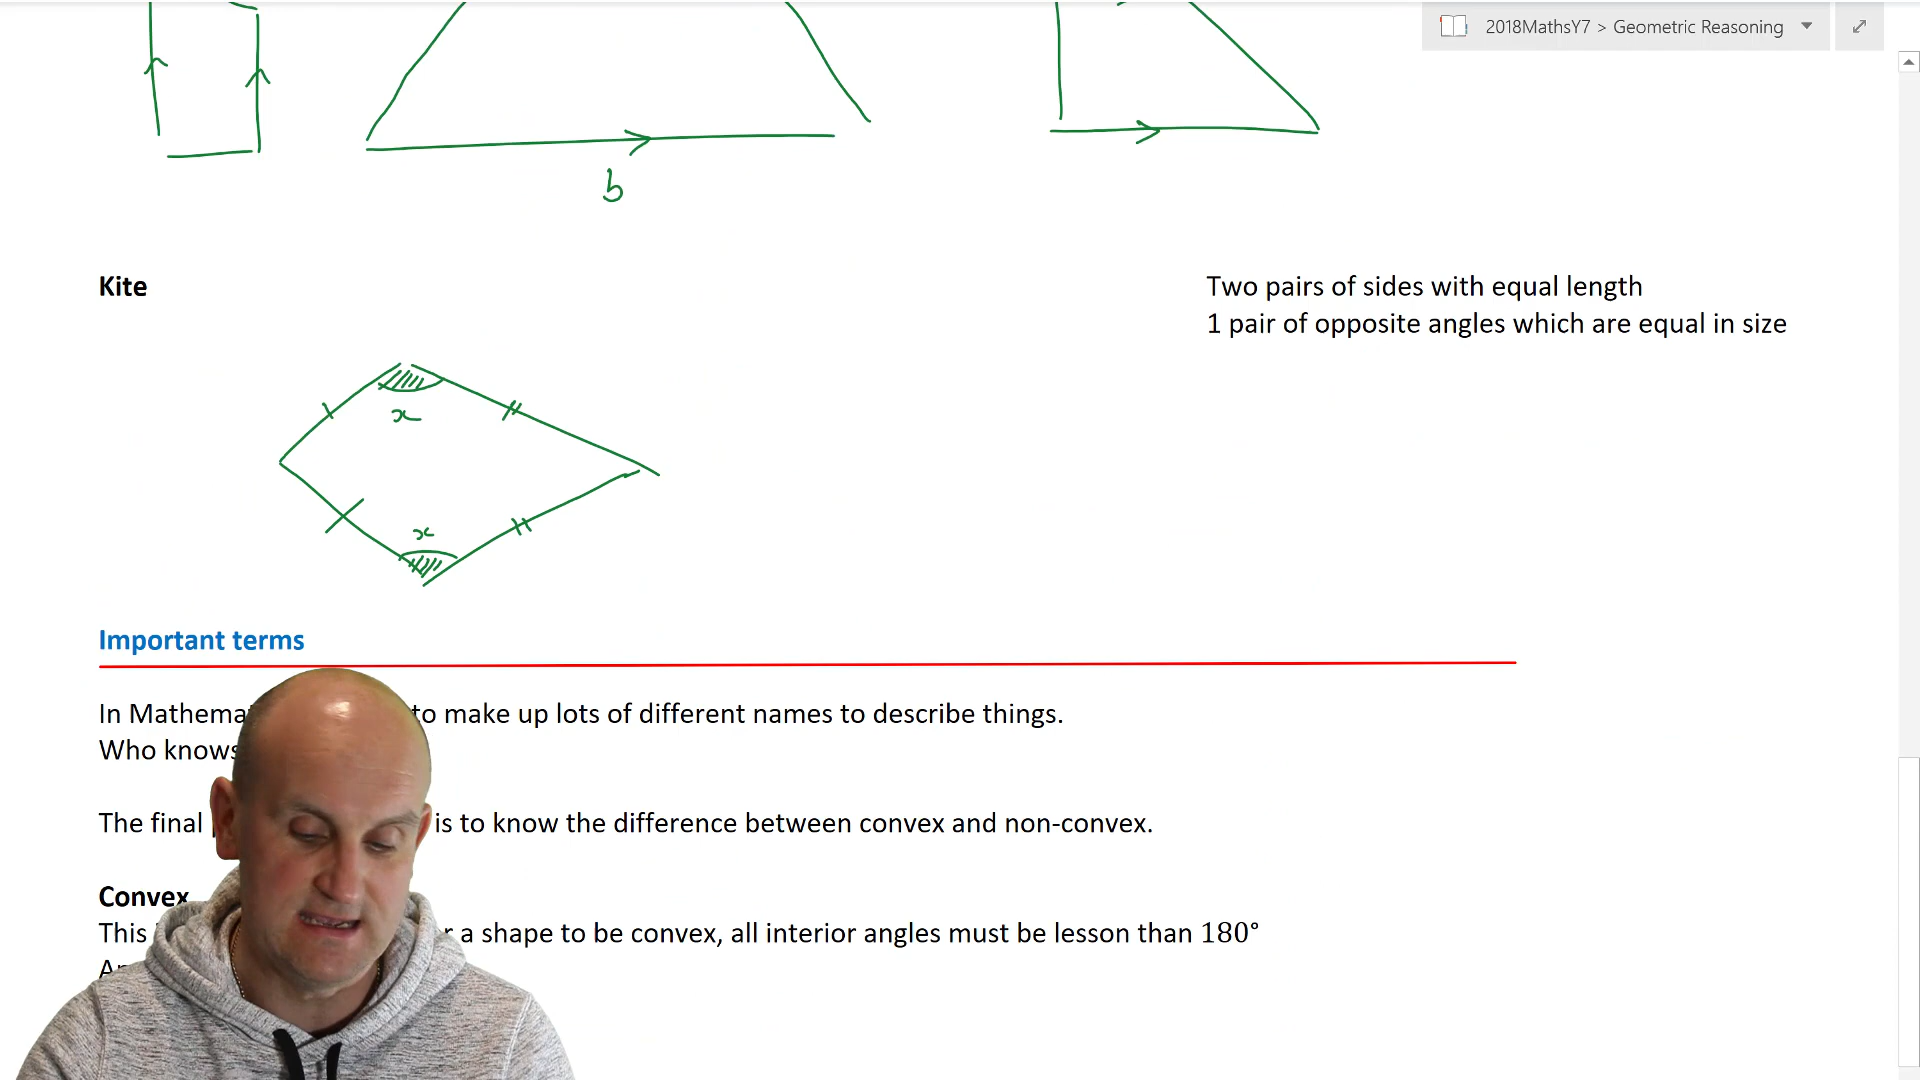 2018MathsY7 > Geometric Reasoning
b
Kite
Two pairs of sides with equal length
1 pair of opposite angles which are equal in size
x
x
Important terms
In Mathema to make up lots of different names to describe things.
Who knows
The final is to know the difference between convex and non-convex.
Convex
This a shape to be convex, all interior angles must be lesson than 180°